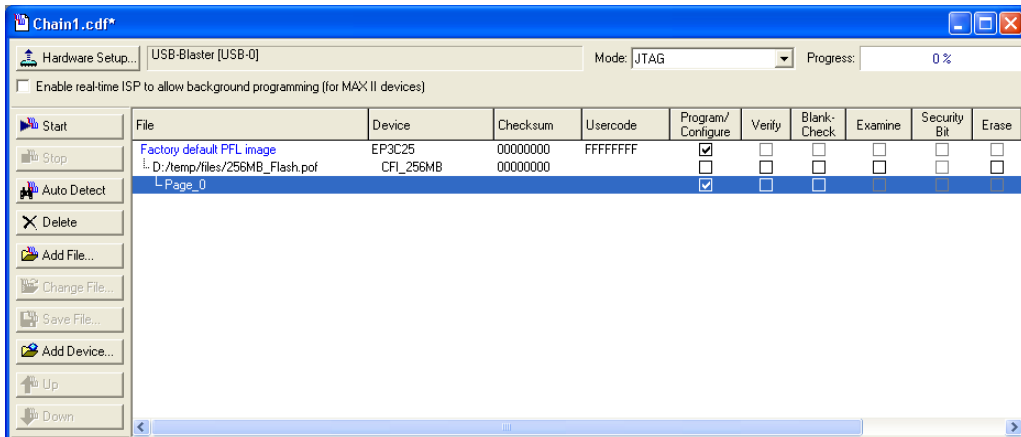 Chain1.cdf*
Hardware Setup... USB-Blaster [USB-0] Mode: JTAG Progress: 0 %
Enable real-time ISP to allow background programming (for MAX II devices)
Start
Stop
Auto Detect
Delete
Add File...
Change File...
Save File...
Add Device...
Up
Down
File Device Checksum Usercode Program/ Configure Verify Blank- Check Examine Security Bit Erase
Factory default PFL image EP3C25 00000000 FFFFFFFF
D:/temp/files/256MB_Flash.pof CFI_256MB 00000000
Page_0